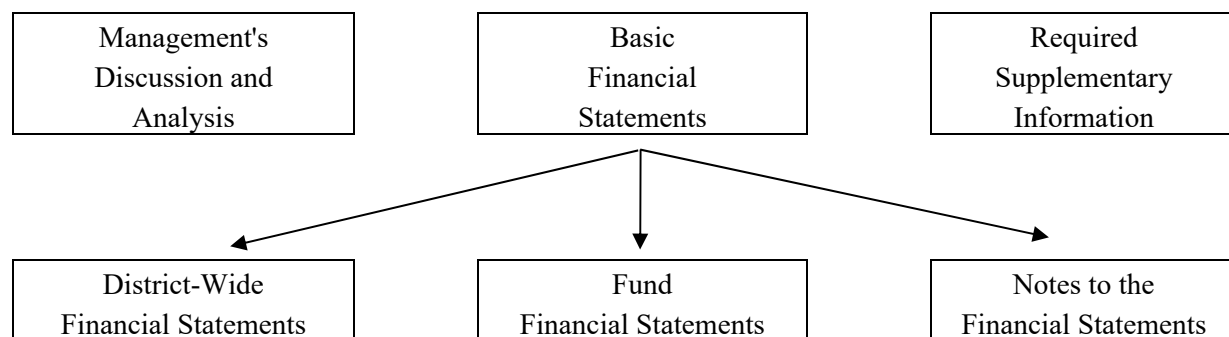 Management's
Discussion and
Analysis
Basic
Financial
Statements
Required
Supplementary
Information
District-Wide
Financial Statements
Fund
Financial Statements
Notes to the
Financial Statements